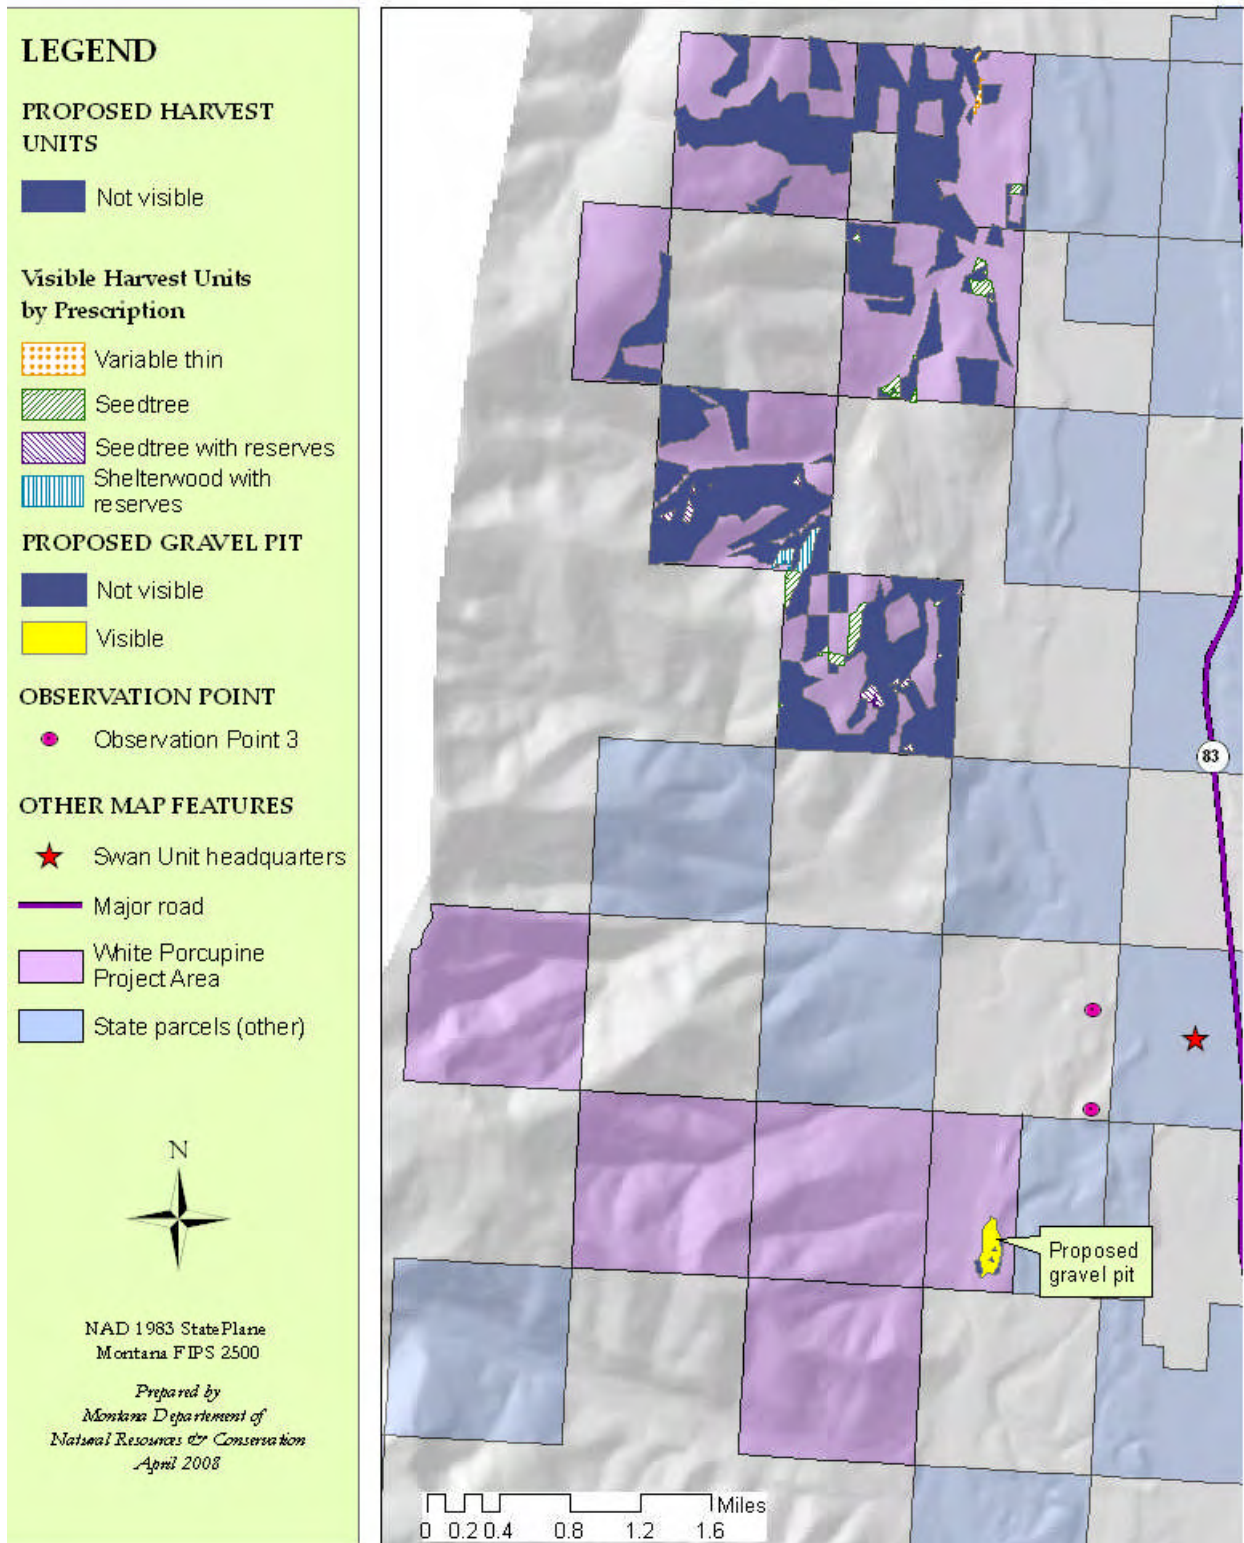 LEGEND
PROPOSED HARVEST
UNITS
Not visible
Visible Harvest Units
by Prescription
Variable thin
Seedtree
Seedtree with reserves
Shelterwood with
reserves
PROPOSED GRAVEL PIT
Not visible
Visible
OBSERVATION POINT
Observation Point 3
OTHER MAP FEATURES
Swan Unit headquarters
Major road
White Porcupine
Project Area
State parcels (other)
N
NAD 1983 StatePlane
Montana FIPS 2500
Prepared by
Montana Departement of
Natural Resources & Conservation
April 2008
83
Proposed
gravel pit
Miles
0 0.2 0.4 0.8 1.2 1.6